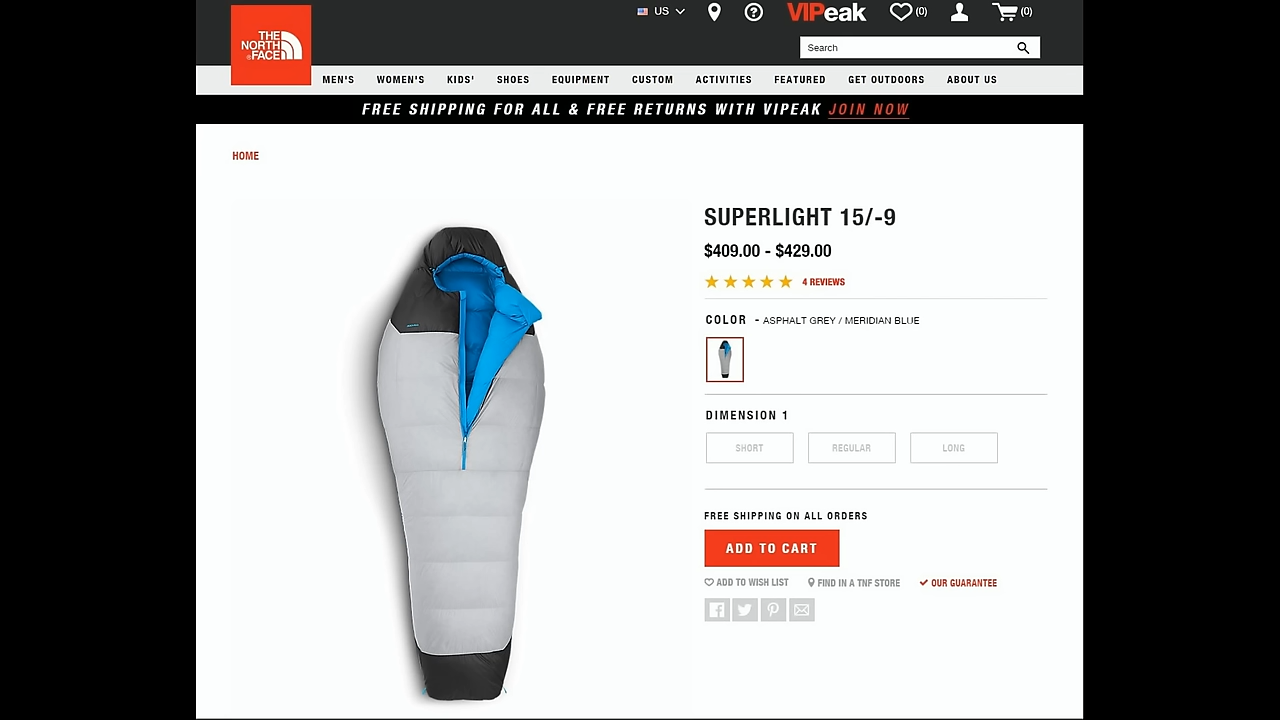 US
VIPeak
(0)
(0)
THE
NORTH
FACE
Search
MEN'S WOMEN'S KIDS' SHOES EQUIPMENT CUSTOM ACTIVITIES FEATURED GET OUTDOORS ABOUT US
FREE SHIPPING FOR ALL & FREE RETURNS WITH VIPEAK JOIN NOW
HOME
SUPERLIGHT 15/-9
$409.00 - $429.00
4 REVIEWS
COLOR - ASPHALT GREY / MERIDIAN BLUE
DIMENSION 1
SHORT REGULAR LONG
FREE SHIPPING ON ALL ORDERS
ADD TO CART
ADD TO WISH LIST FIND IN A TNF STORE OUR GUARANTEE